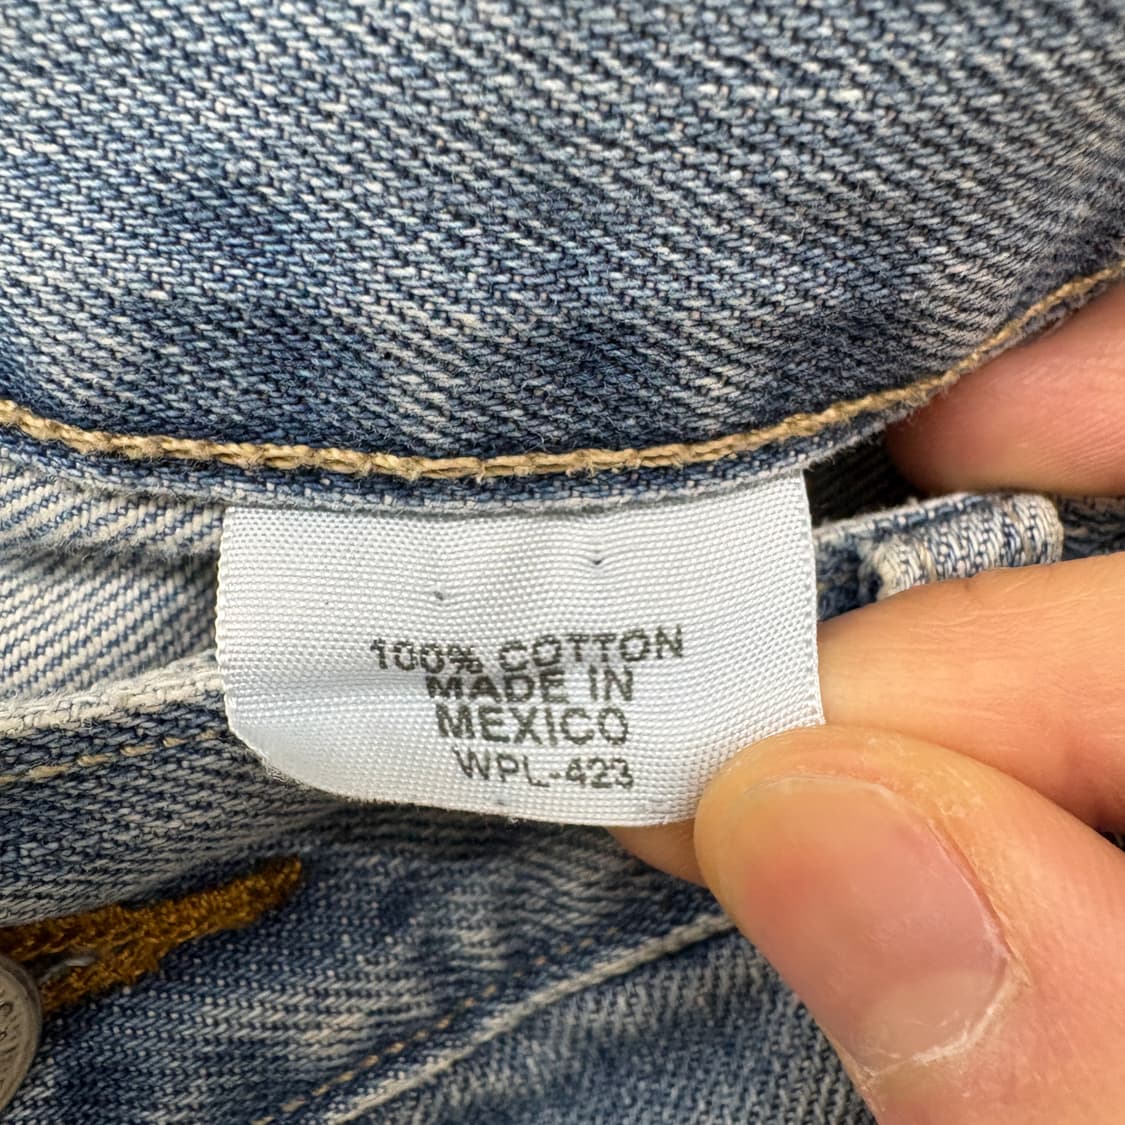 100% COTTON
MADE IN
MEXICO
WPL-423